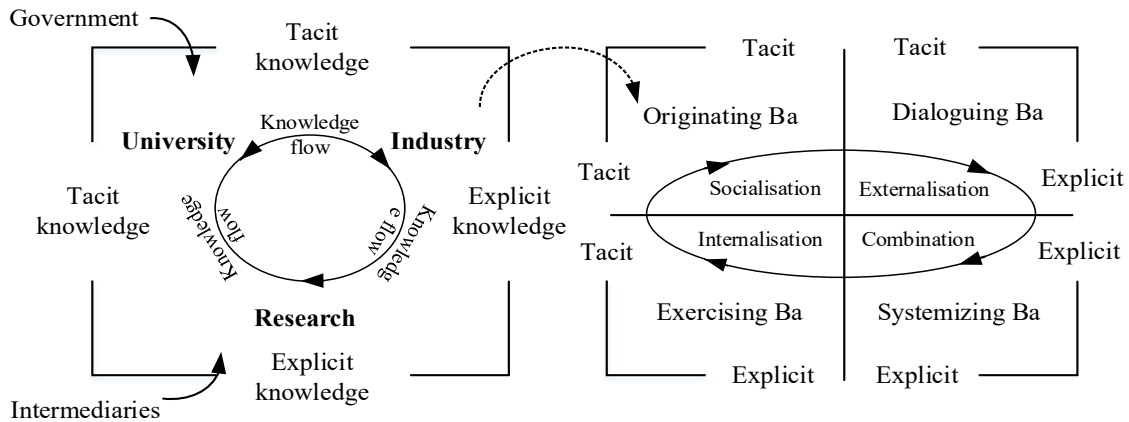 Government
Tacit
knowledge
University
Knowledge
flow
Industry
Tacit
knowledge
Explicit
knowledge
Knowledge
flow
Knowledg
e flow
Research
Explicit
knowledge
Intermediaries
Tacit
Tacit
Originating Ba
Dialoguing Ba
Tacit
Socialisation
Externalisation
Explicit
Tacit
Internalisation
Combination
Explicit
Exercising Ba
Systemizing Ba
Explicit
Explicit